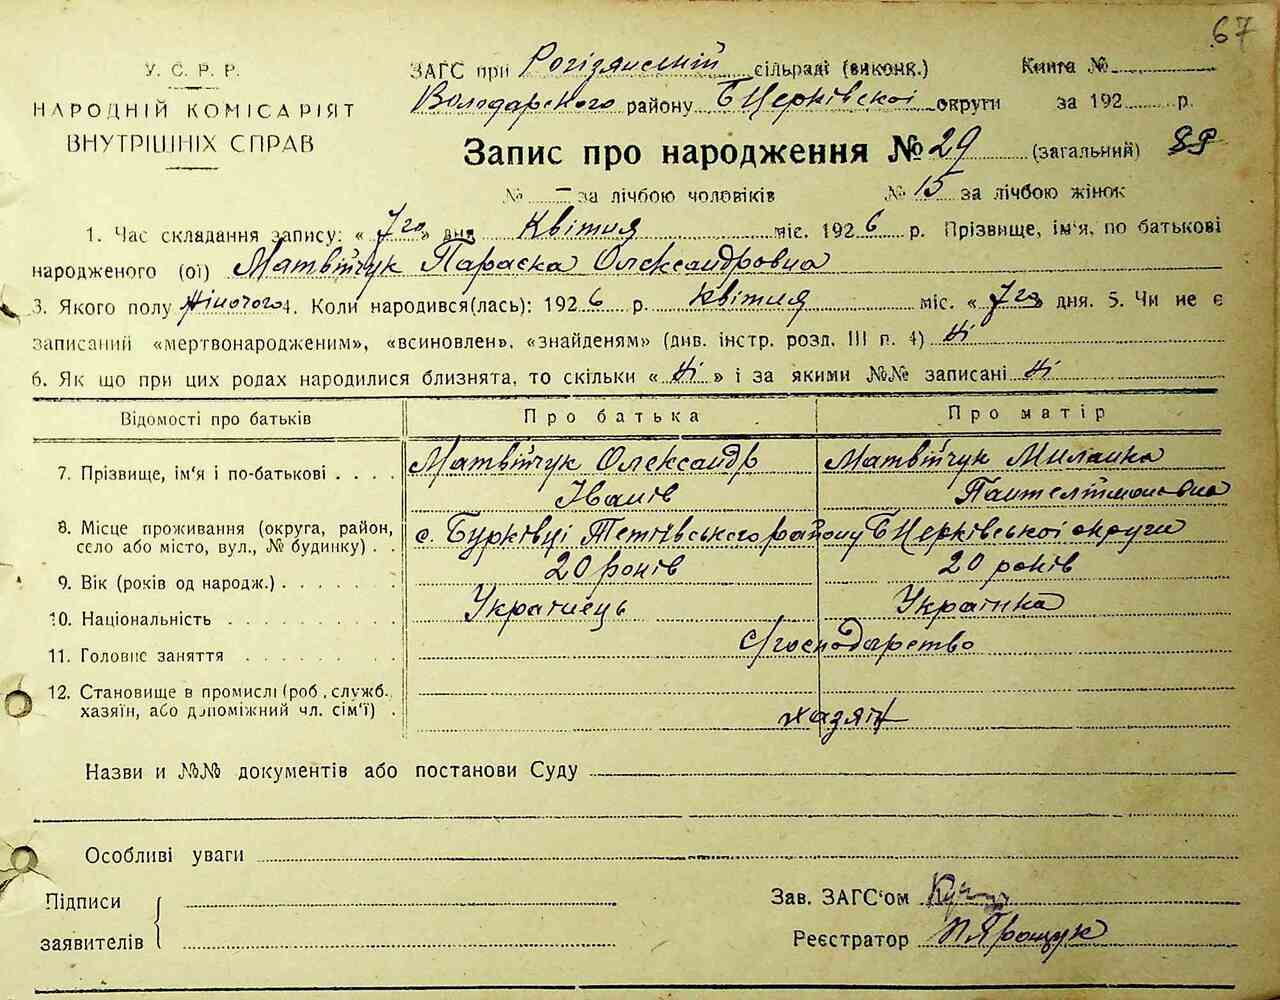 67
У. С. Р. Р.
НАРОДНІЙ КОМІСАРІЯТ
ВНУТРІШНІХ СПРАВ
ЗАГС при Рогізянській сільраді (виконк.) Книга №
Володарского району БЦерківскоі округи за 192 р.
Запис про народження № 29 (загальний)
№ – за лічбою чоловіків № 15 за лічбою жінок
1. Час складання запису: « 7го » дня Квітня міс. 1926 р. Прізвище, ім'я, по батькові
народженого (ої) Матвійчук Параска Олександровна
3. Якого полу жіночого 4. Коли народився(лась): 1926 р. Квітня міс. « 7го » дня. 5. Чи не є
записаний «мертвонародженим», «всиновлен», «знайденям» (див. інстр. розд. III п. 4) Ні
6. Як що при цих родах народилися близнята, то скільки « Ні » і за якими №№ записані Ні
Відомості про батьків Про батька Про матір
7. Прізвище, ім'я і по-батькові . . . . Матвійчук Олександр Матвійчук Миланка
Іванів Пантелімоновна
8. Місце проживання (округа, район, с. Бурківці Тетіівського району БЦерківськоі округи
село або місто, вул., № будинку) . .
9. Вік (років од народж.) . . . . . . 20 років 20 років
10. Національність . . . . . . . . . Українець Українка
11. Головне заняття . . . . . . . . С/господарство
12. Становище в промислі (роб., служб.
хазяїн, або допоміжний чл. сім'ї) . хазяїн
Назви и №№ документів або постанови Суду
Особливі уваги
Підписи
заявителів
Зав. ЗАГС'ом
Реєстратор П Ярощук